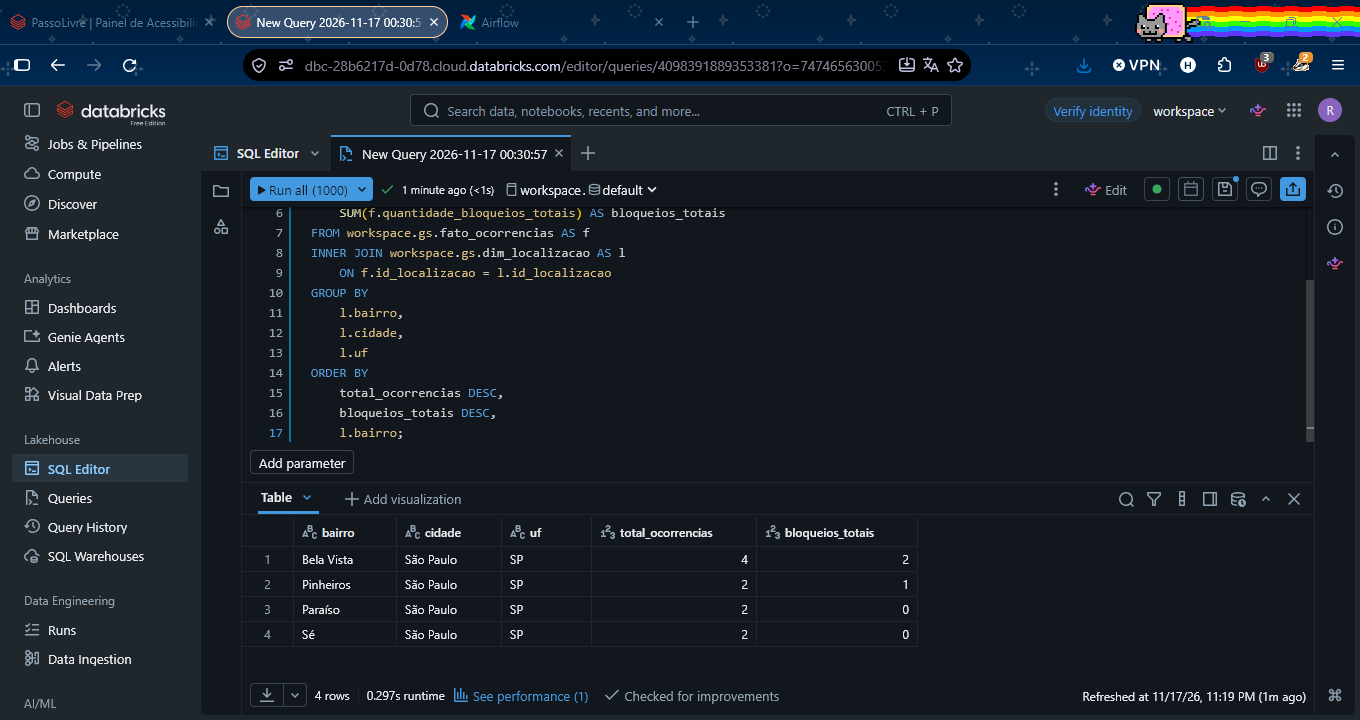 PassoLivre | Painel de Acessibili
New Query 2026-11-17 00:30:5
Airflow
dbc-28b6217d-0d78.cloud.databricks.com/editor/queries/4098391889353381?o=74746563005
VPN
H
3
2
databricks
Free Edition
Search data, notebooks, recents, and more...
CTRL + P
Verify identity
workspace
R
Jobs & Pipelines
Compute
Discover
Marketplace
Analytics
Dashboards
Genie Agents
Alerts
Visual Data Prep
Lakehouse
SQL Editor
Queries
Query History
SQL Warehouses
Data Engineering
Runs
Data Ingestion
AI/ML
SQL Editor
New Query 2026-11-17 00:30:57
Run all (1000)
1 minute ago (<1s)
workspace . default
Edit
6 SUM(f.quantidade_bloqueios_totais) AS bloqueios_totais
7 FROM workspace.gs.fato_ocorrencias AS f
8 INNER JOIN workspace.gs.dim_localizacao AS l
9 ON f.id_localizacao = l.id_localizacao
10 GROUP BY
11 l.bairro,
12 l.cidade,
13 l.uf
14 ORDER BY
15 total_ocorrencias DESC,
16 bloqueios_totais DESC,
17 l.bairro;
Add parameter
Table
Add visualization
bairro cidade uf total_ocorrencias bloqueios_totais
1 Bela Vista São Paulo SP 4 2
2 Pinheiros São Paulo SP 2 1
3 Paraíso São Paulo SP 2 0
4 Sé São Paulo SP 2 0
4 rows
0.297s runtime
See performance (1)
Checked for improvements
Refreshed at 11/17/26, 11:19 PM (1m ago)